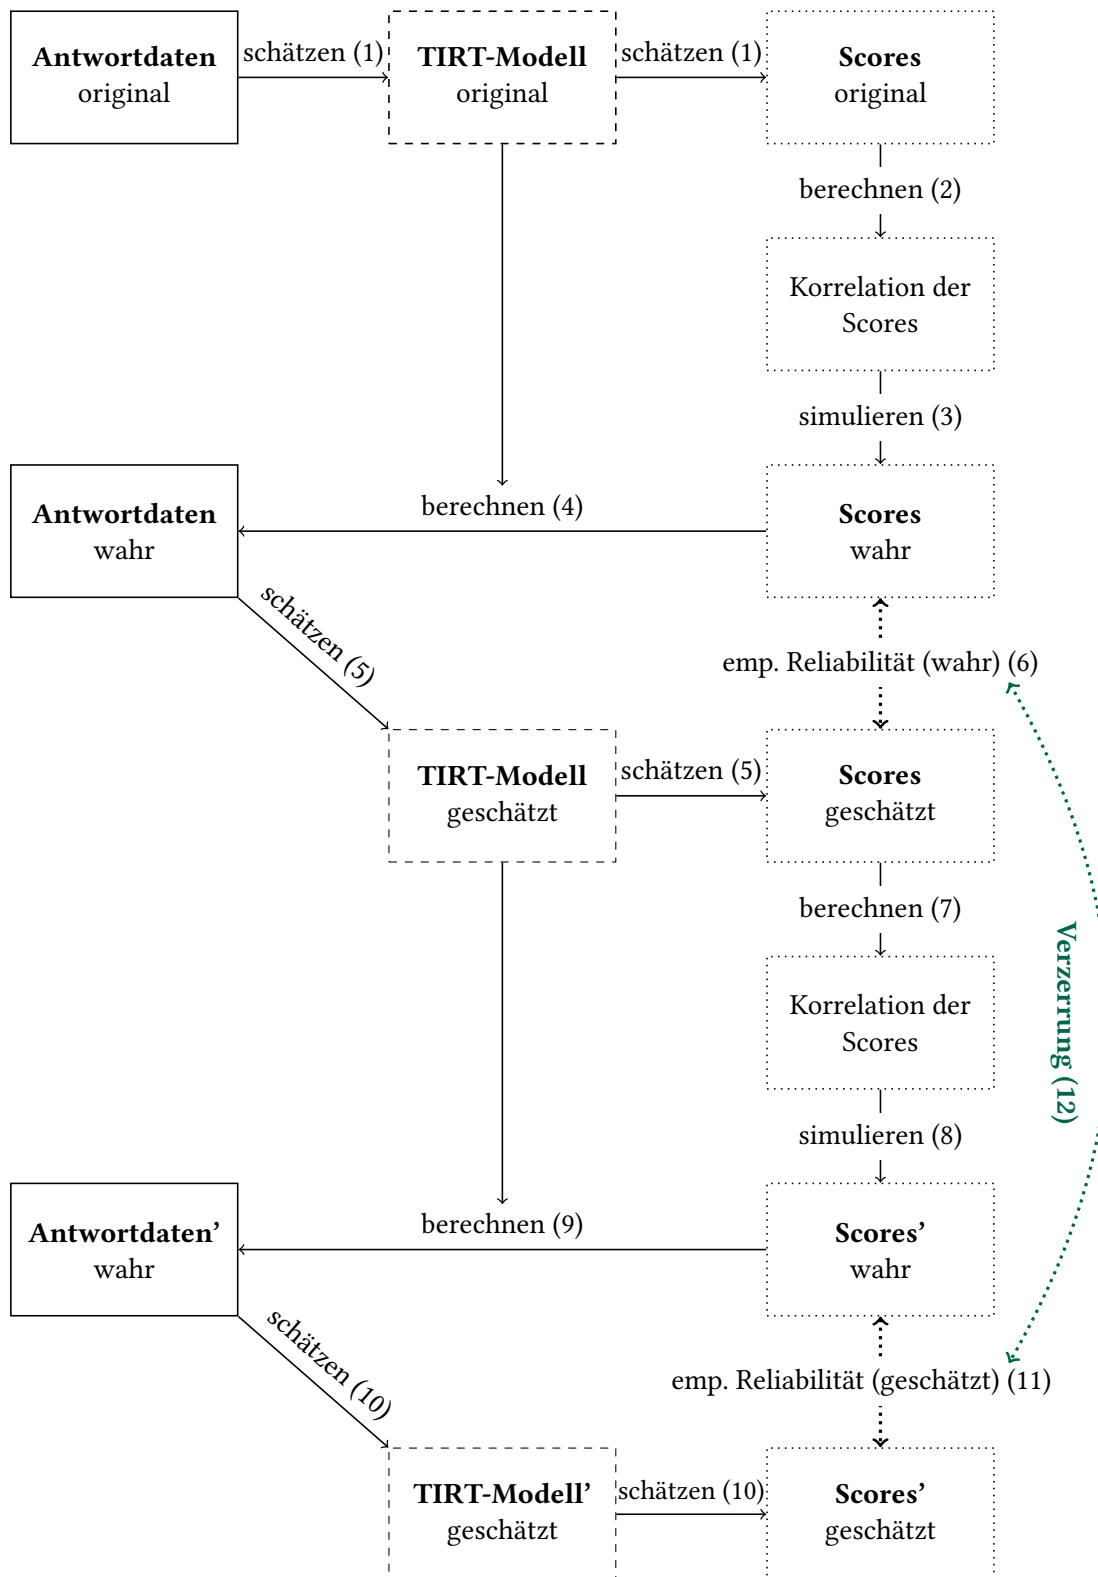 Antwortdaten
original
schätzen (1)
TIRT-Modell
original
schätzen (1)
Scores
original
berechnen (2)
Korrelation der
Scores
simulieren (3)
Antwortdaten
wahr
berechnen (4)
Scores
wahr
schätzen (5)
emp. Reliabilität (wahr) (6)
TIRT-Modell
geschätzt
schätzen (5)
Scores
geschätzt
berechnen (7)
Verzerrung (12)
Korrelation der
Scores
simulieren (8)
Antwortdaten’
wahr
berechnen (9)
Scores’
wahr
schätzen (10)
emp. Reliabilität (geschätzt) (11)
TIRT-Modell’
geschätzt
schätzen (10)
Scores’
geschätzt